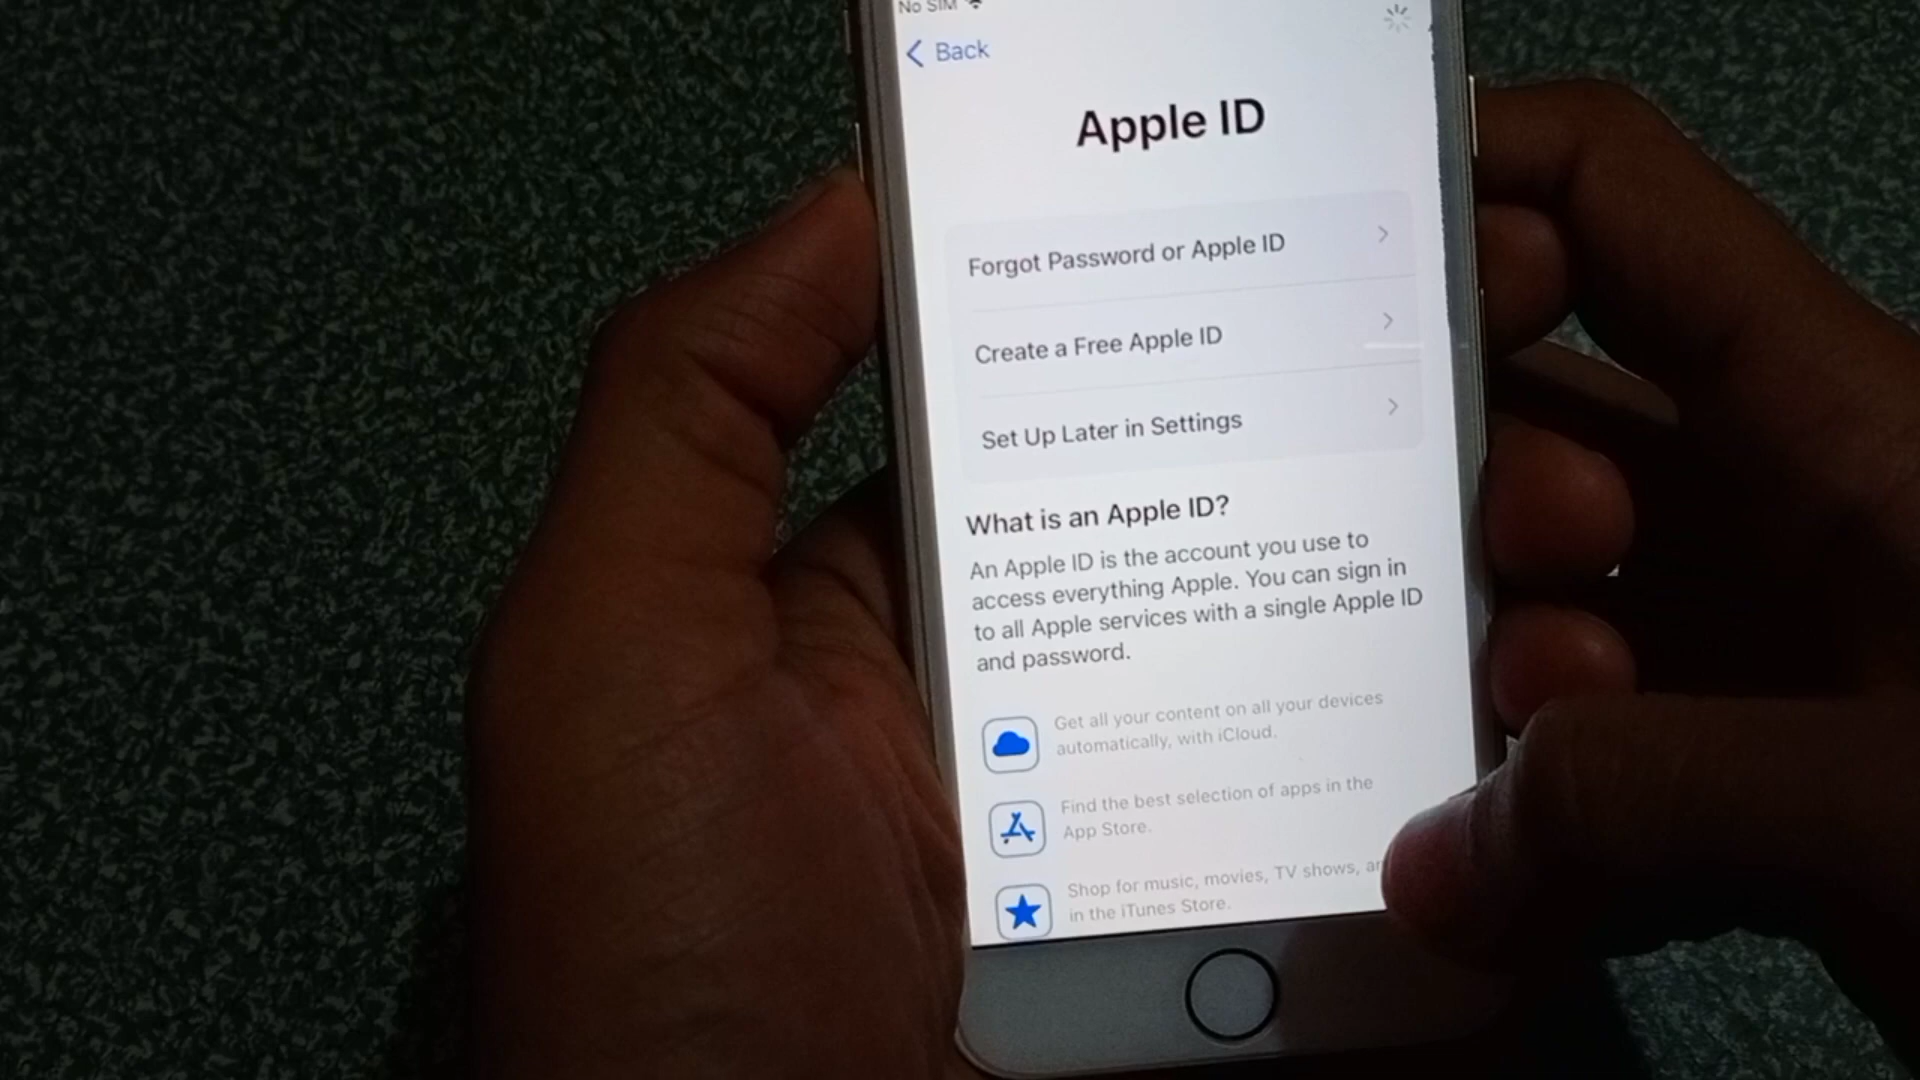 No SIM
Back
Apple ID
Forgot Password or Apple ID
Create a Free Apple ID
Set Up Later in Settings
What is an Apple ID?
An Apple ID is the account you use to
access everything Apple. You can sign in
to all Apple services with a single Apple ID
and password.
Get all your content on all your devices
automatically, with iCloud.
Find the best selection of apps in the
App Store.
Shop for music, movies, TV shows,
in the iTunes Store.